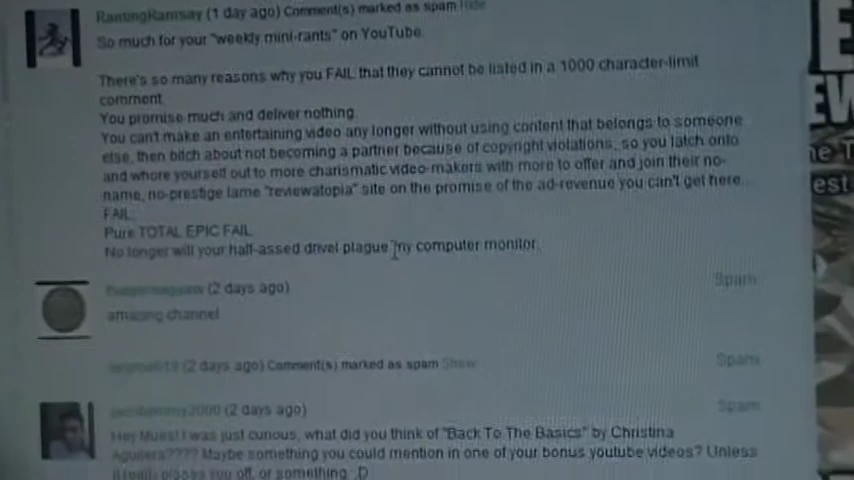 RantingRamsay (1 day ago) Comment(s) marked as spam Hide
So much for your "weekly mini-rants" on YouTube.
There's so many reasons why you FAIL that they cannot be listed in a 1000 character-limit
comment.
You promise much and deliver nothing.
You can't make an entertaining video any longer without using content that belongs to someone
else, then bitch about not becoming a partner because of copyright violations, so you latch onto
and whore yourself out to more charismatic video-makers with more to offer and join their no-
name, no-prestige lame "reviewatopia" site on the promise of the ad-revenue you can't get here...
FAIL.
Pure TOTAL EPIC FAIL.
No longer will your half-assed drivel plague my computer monitor.
(2 days ago) Spam
amazing channel
(2 days ago) Comment(s) marked as spam Show Spam
(2 days ago) Spam
Hey Mues! I was just curious, what did you think of "Back To The Basics" by Christina
Aguilera???? Maybe something you could mention in one of your bonus youtube videos? Unless
it really pisses you off, or something ;D